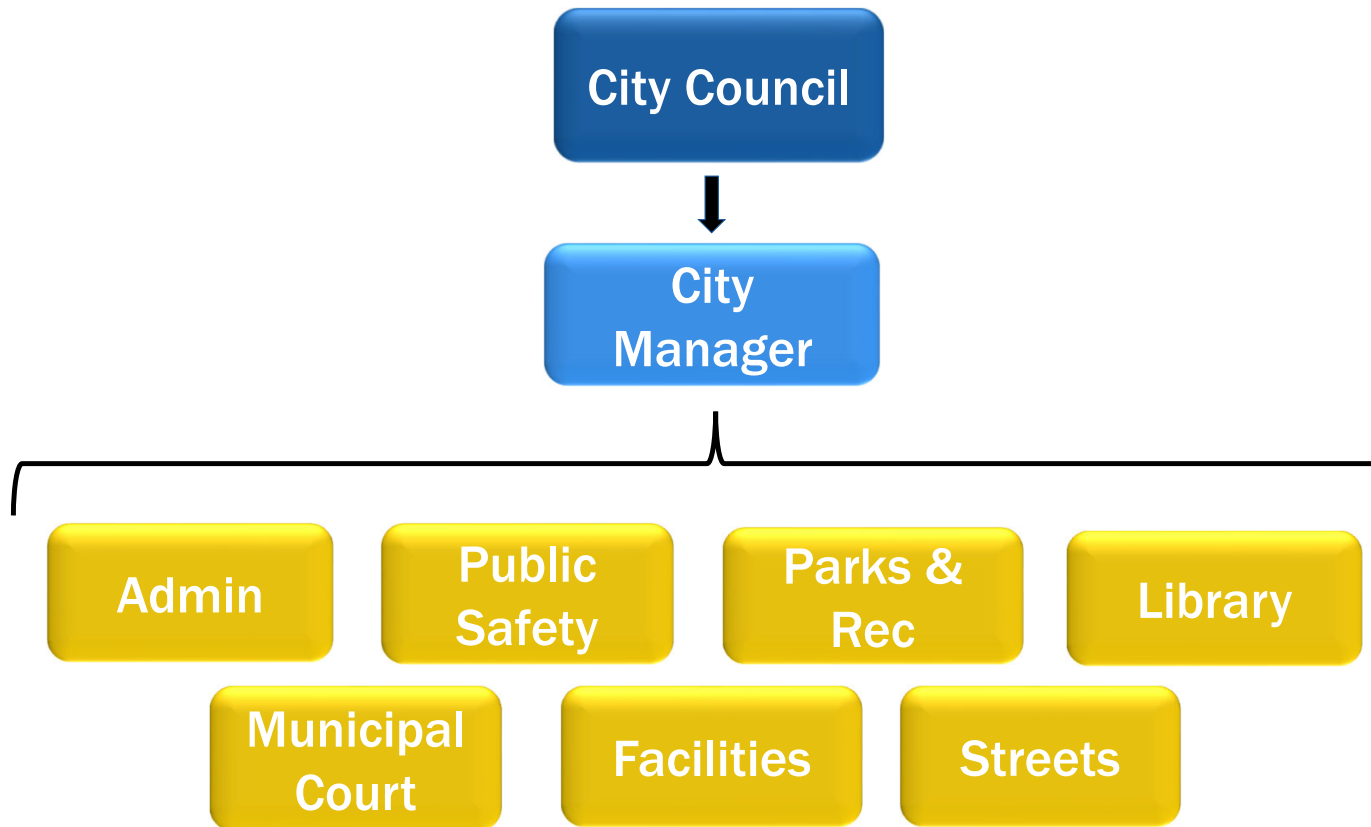 City Council
City
Manager
Admin
Public
Safety
Parks &
Rec
Library
Municipal
Court
Facilities
Streets